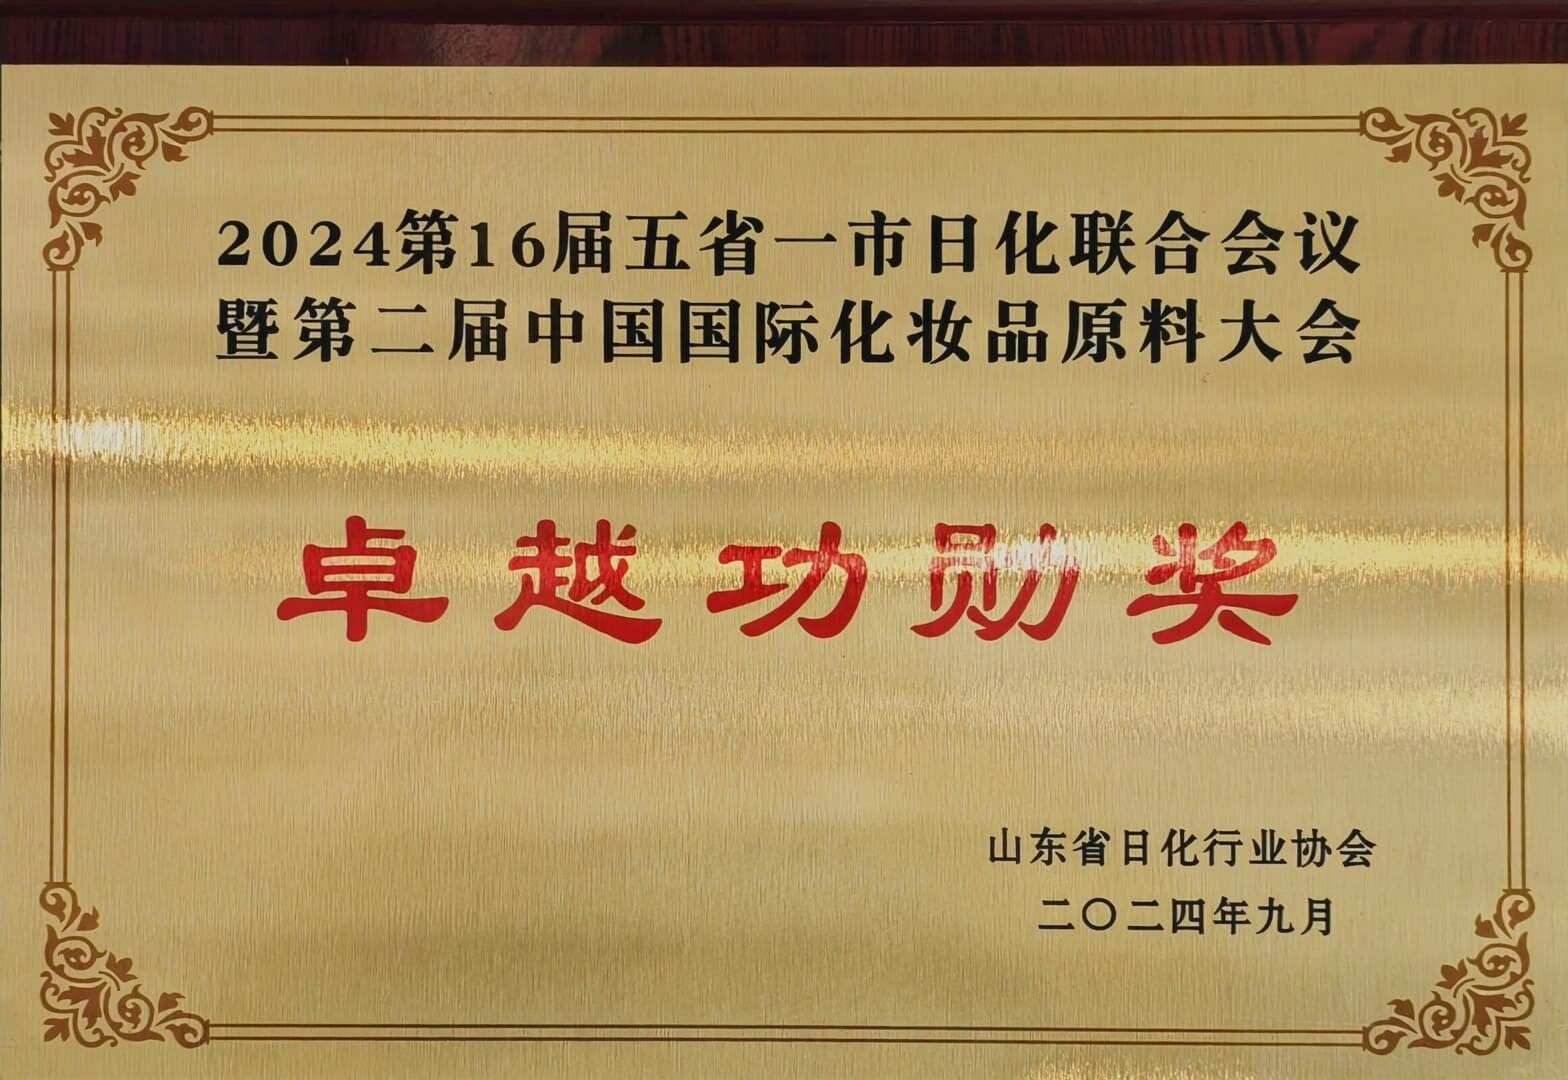 2024第16届五省一市日化联合会议
暨第二届中国国际化妆品原料大会
卓越功勋奖
山东省日化行业协会
二〇二四年九月